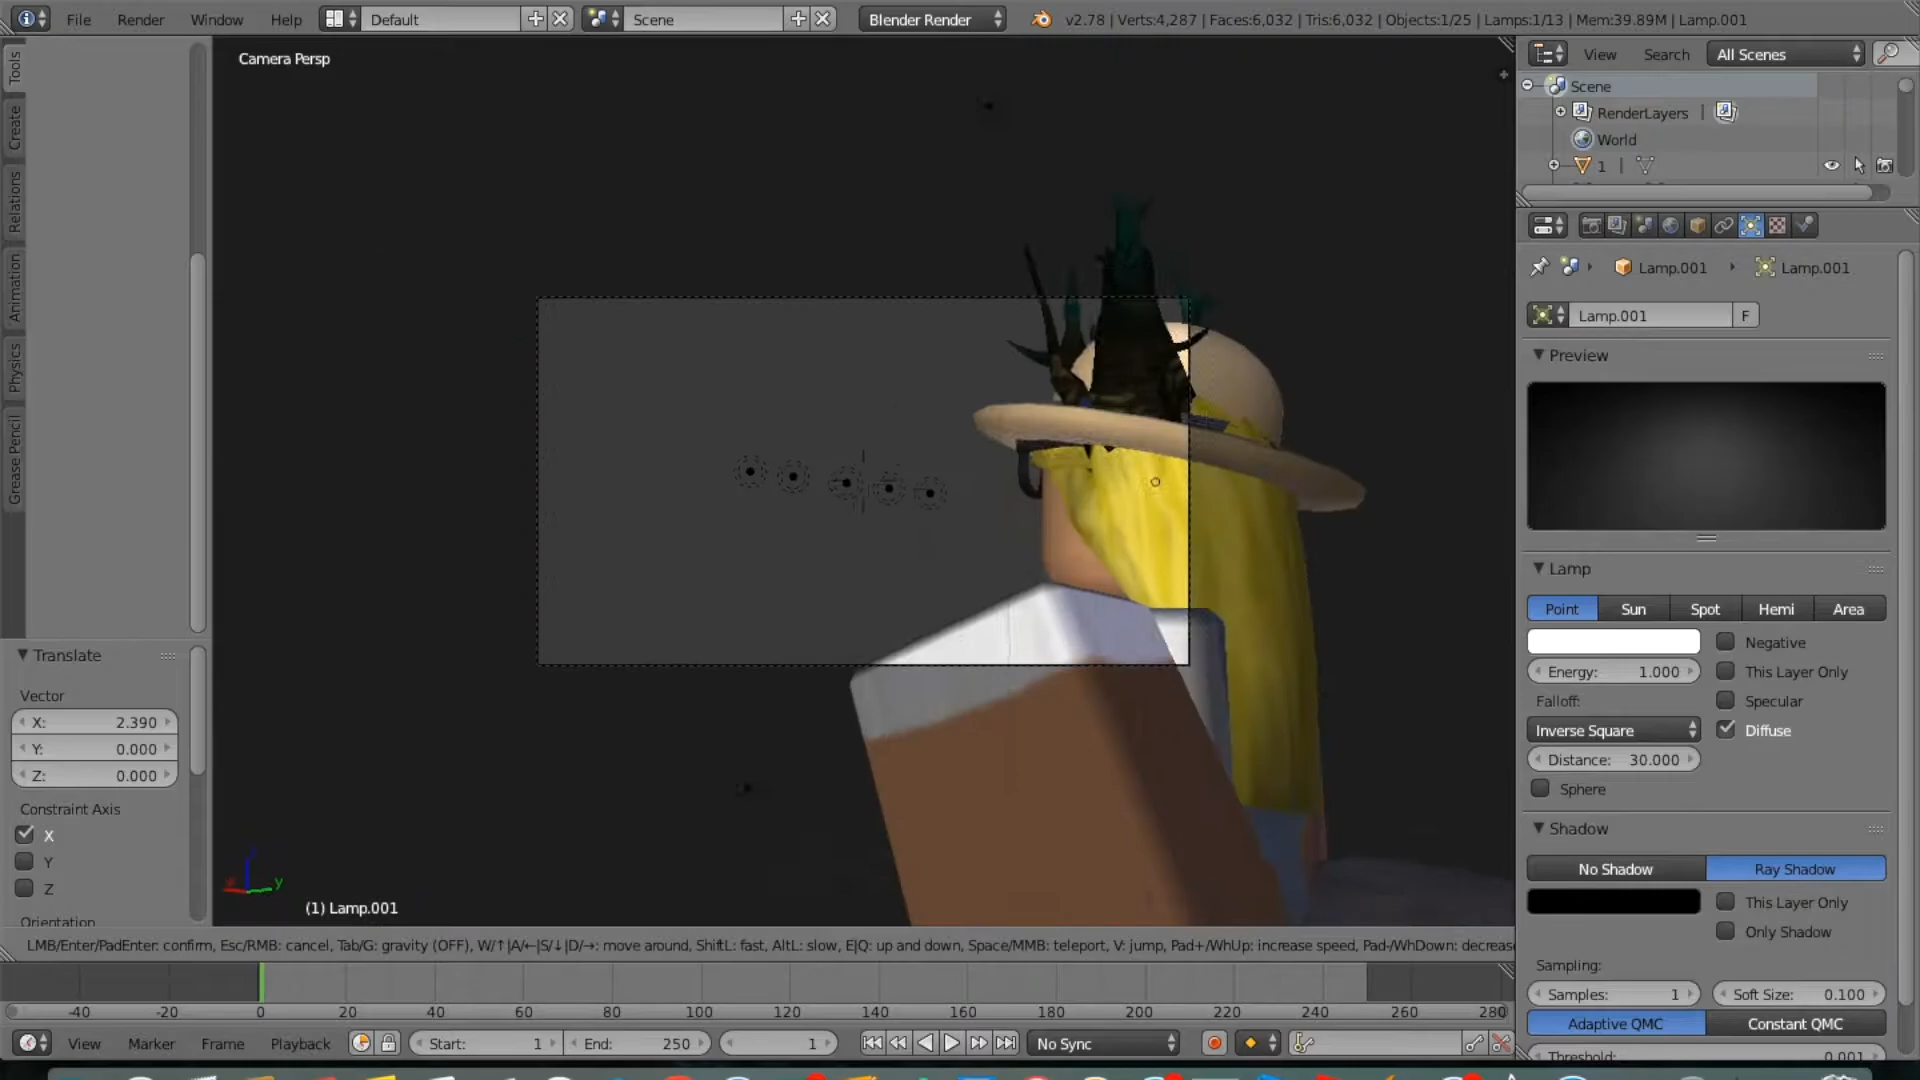 File Render Window Help Default Scene Blender Render v2.78 | Verts:4,287 | Faces:6,032 | Tris:6,032 | Objects:1/25 | Lamps:1/13 | Mem:39.89M | Lamp.001
View Search All Scenes
Scene
RenderLayers |
World
1 |
Tools
Create
Relations
Animation
Physics
Grease Pencil
Camera Persp
Translate
Vector
X: 2.390
Y: 0.000
Z: 0.000
Constraint Axis
X
Y
Z
Orientation
x
y
(1) Lamp.001
Lamp.001 Lamp.001
Lamp.001 F
Preview
Lamp
Point Sun Spot Hemi Area
Negative
Energy: 1.000 This Layer Only
Falloff: Specular
Inverse Square Diffuse
Distance: 30.000
Sphere
Shadow
No Shadow Ray Shadow
This Layer Only
Only Shadow
Sampling:
Samples: 1 Soft Size: 0.100
Adaptive QMC Constant QMC
Threshold: 0.001
LMB/Enter/PadEnter: confirm, Esc/RMB: cancel, Tab/G: gravity (OFF), W/↑|A/←|S/↓|D/→: move around, ShiftL: fast, AltL: slow, E|Q: up and down, Space/MMB: teleport, V: jump, Pad+/WhUp: increase speed, Pad-/WhDown: decreas
-40 -20 0 20 40 60 80 100 120 140 160 180 200 220 240 260 280
View Marker Frame Playback Start: 1 End: 250 1 No Sync